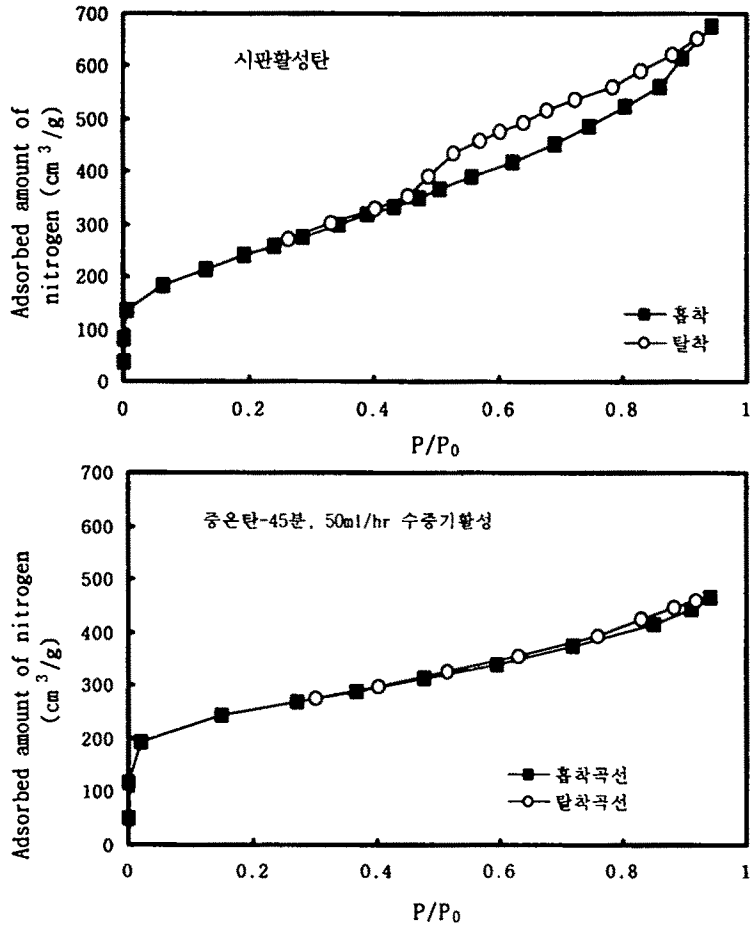 700
600
500
400
300
200
100
0
Adsorbed amount of
nitrogen (cm³/g)
시판활성탄
흡착
탈착
0 0.2 0.4 0.6 0.8 1
P/P₀
700
600
500
400
300
200
100
0
Adsorbed amount of nitrogen
(cm³/g)
중온탄-45분, 50ml/hr 수증기활성
흡착곡선
탈착곡선
0 0.2 0.4 0.6 0.8 1
P/P₀